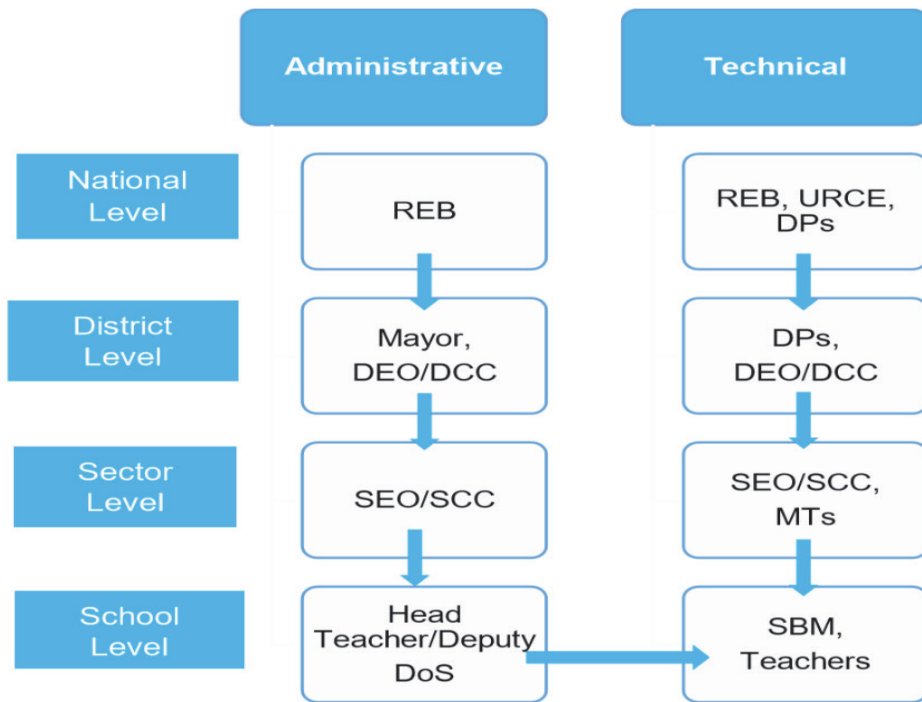 Administrative
Technical
National
Level
REB
REB, URCE,
DPs
District
Level
Mayor,
DEO/DCC
DPs,
DEO/DCC
Sector
Level
SEO/SCC
SEO/SCC,
MTs
School
Level
Head
Teacher/Deputy
DoS
SBM,
Teachers